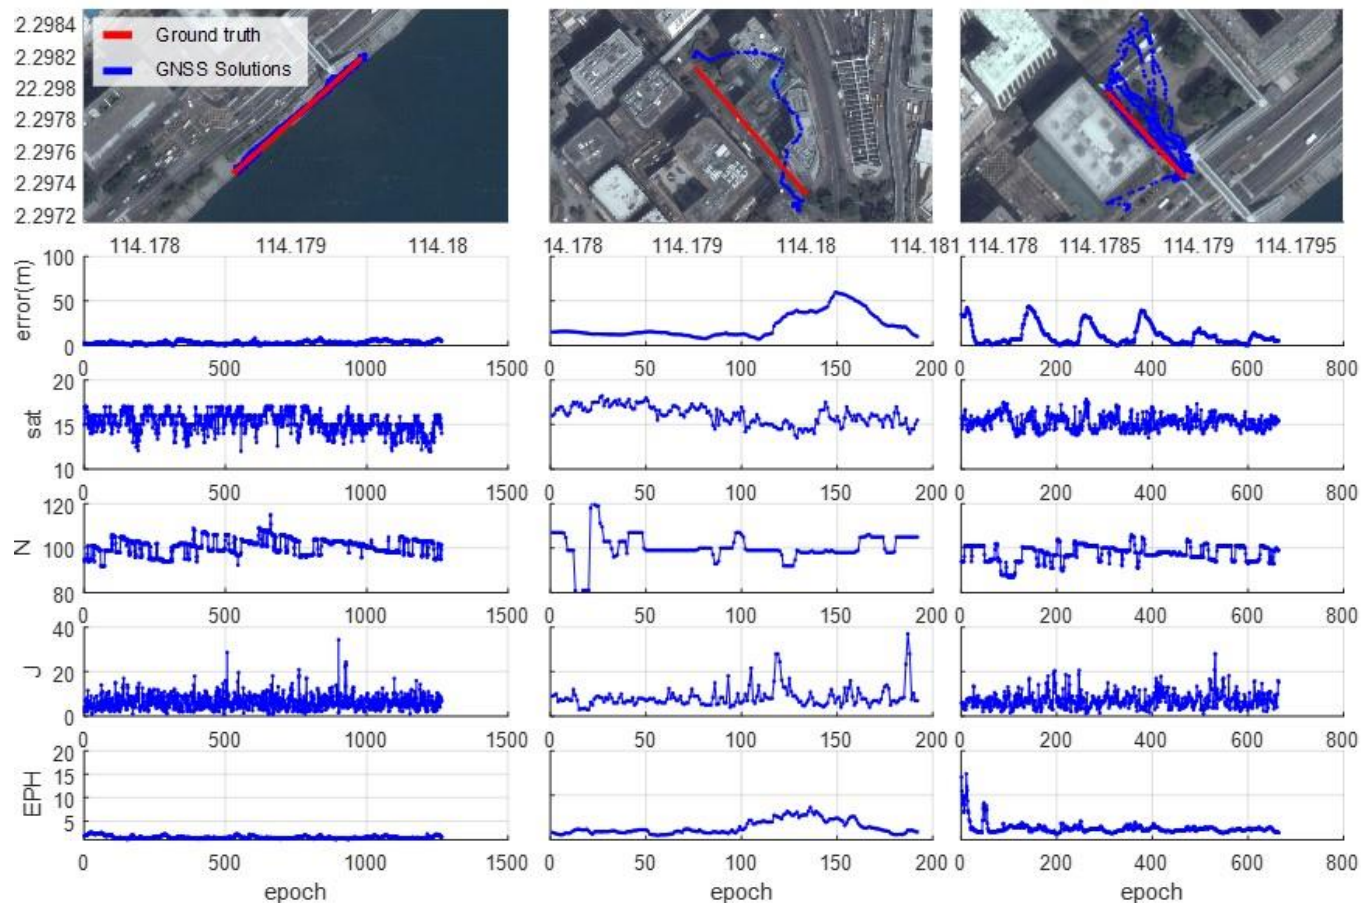 2.2984
2.2982
22.298
2.2978
2.2976
2.2974
2.2972
Ground truth
GNSS Solutions
114.178 114.179 114.18
4.178 114.179 114.18 114.181
114.178 114.1785 114.179 114.1795
error(m)
100
50
0
0 500 1000 1500
0 50 100 150 200
0 200 400 600 800
sat
20
15
10
0 500 1000 1500
0 50 100 150 200
0 200 400 600 800
N
120
100
80
0 500 1000 1500
0 50 100 150 200
0 200 400 600 800
J
40
20
0
0 500 1000 1500
0 50 100 150 200
0 200 400 600 800
EPH
20
15
10
5
0 500 1000 1500
0 50 100 150 200
0 200 400 600 800
epoch epoch epoch